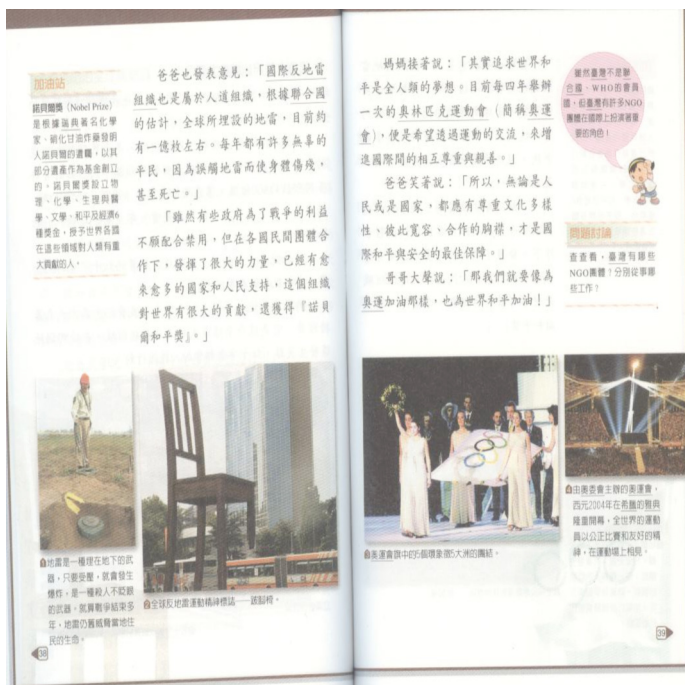 加油站
諾貝爾獎（Nobel Prize）
是根據瑞典著名化學
家、硝化甘油炸藥發明
人諾貝爾的遺囑，以其
部分遺產作為基金創立
的。諾貝爾獎設立物
理、化學、生理與醫
學、文學、和平及經濟6
種獎金，授予世界各國
在這些領域對人類有重
大貢獻的人。
爸爸也發表意見：「國際反地雷
組織也是屬於人道組織，根據聯合國
的估計，全球所埋設的地雷，目前約
有一億枚左右。每年都有許多無辜的
平民，因為誤觸地雷而使身體傷殘，
甚至死亡。」
「雖然有些政府為了戰爭的利益
不願配合禁用，但在各國民間團體合
作下，發揮了很大的力量，已經有愈
來愈多的國家和人民支持，這個組織
對世界有很大的貢獻，還獲得『諾貝
爾和平獎』。」
1地雷是一種埋在地下的武
器，只要受壓，就會發生
爆炸，是一種殺人不眨眼
的武器。就算戰爭結束多
年，地雷仍舊威脅當地住
民的生命。
2全球反地雷運動精神標誌——跛腳椅。
38
媽媽接著說：「其實追求世界和
平是全人類的夢想。目前每四年舉辦
一次的奧林匹克運動會（簡稱奧運
會），便是希望透過運動的交流，來增
進國際間的相互尊重與親善。」
爸爸笑著說：「所以，無論是人
民或是國家，都應有尊重文化多樣
性、彼此寬容、合作的胸襟，才是國
際和平與安全的最佳保障。」
哥哥大聲說：「那我們就要像為
奧運加油那樣，也為世界和平加油！」
雖然臺灣不是聯
合國、WHO的會員
國，但臺灣有許多NGO
團體在國際上扮演著重
要的角色！
問題討論
查查看，臺灣有哪些
NGO團體？分別從事哪
些工作？
3奧運會旗中的5個環象徵5大洲的團結。
4由奧委會主辦的奧運會，
西元2004年在希臘的雅典
隆重開幕，全世界的運動
員以公正比賽和友好的精
神，在運動場上相見。
39